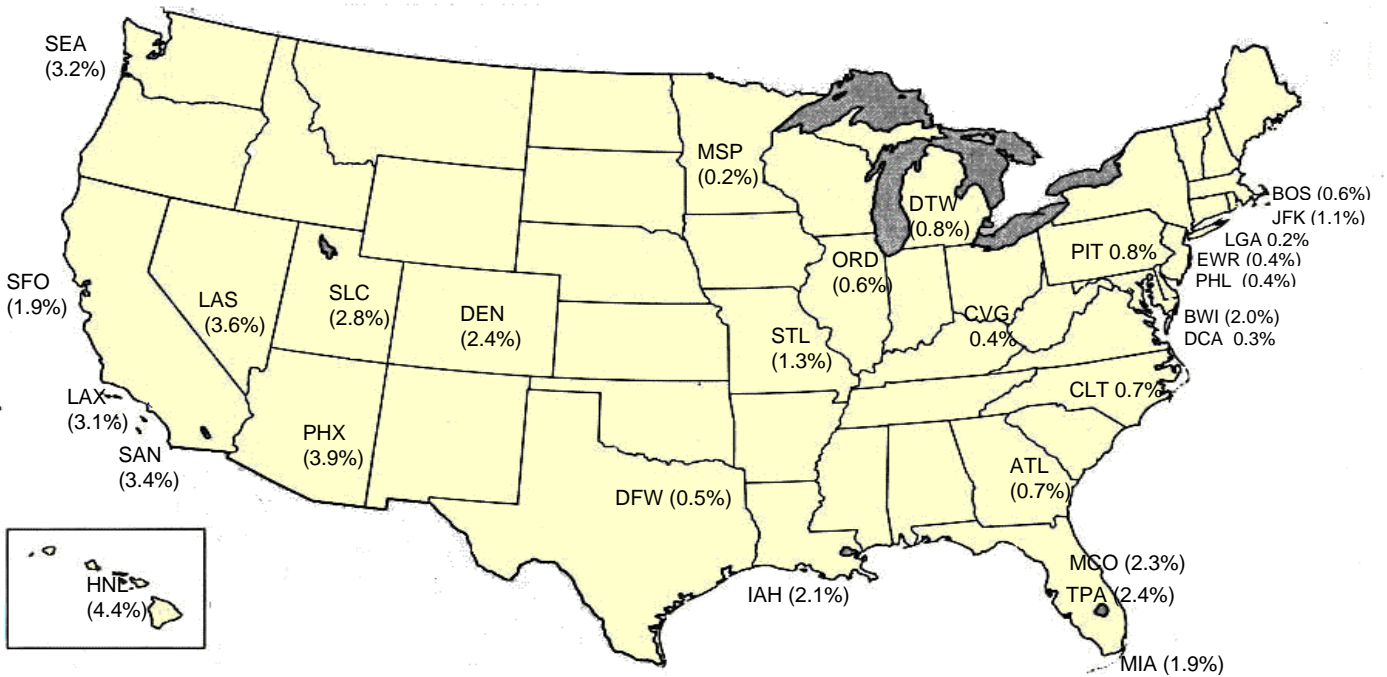 SEA
(3.2%)
MSP
(0.2%)
DTW
(0.8%)
BOS (0.6%)
JFK (1.1%)
LGA 0.2%
EWR (0.4%)
PHL (0.4%)
PIT 0.8%
ORD
(0.6%)
SFO
(1.9%)
LAS
(3.6%)
SLC
(2.8%)
DEN
(2.4%)
STL
(1.3%)
CVG
0.4%
BWI (2.0%)
DCA 0.3%
LAX
(3.1%)
CLT 0.7%
SAN
(3.4%)
PHX
(3.9%)
DFW (0.5%)
ATL
(0.7%)
HNL
(4.4%)
IAH (2.1%)
MCO (2.3%)
TPA (2.4%)
MIA (1.9%)